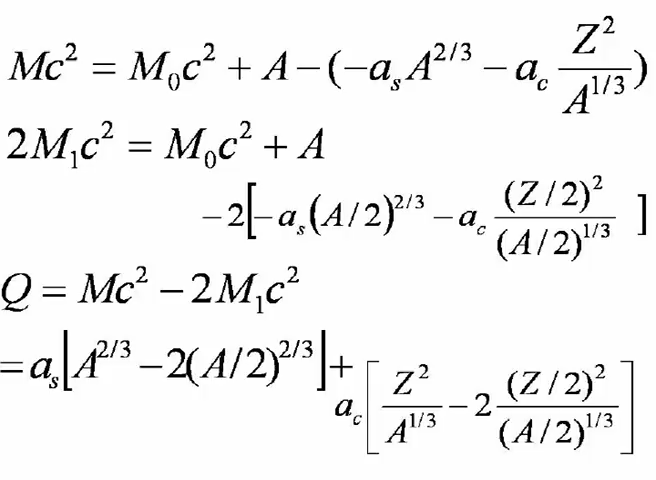 Mc² = M₀c² + A − (−aₛA^{2/3} − a_c Z²/A^{1/3})
2M₁c² = M₀c² + A
−2[−aₛ(A/2)^{2/3} − a_c (Z/2)²/(A/2)^{1/3} ]
Q = Mc² − 2M₁c²
= aₛ[A^{2/3} − 2(A/2)^{2/3}] +
a_c[Z²/A^{1/3} − 2 (Z/2)²/(A/2)^{1/3}]